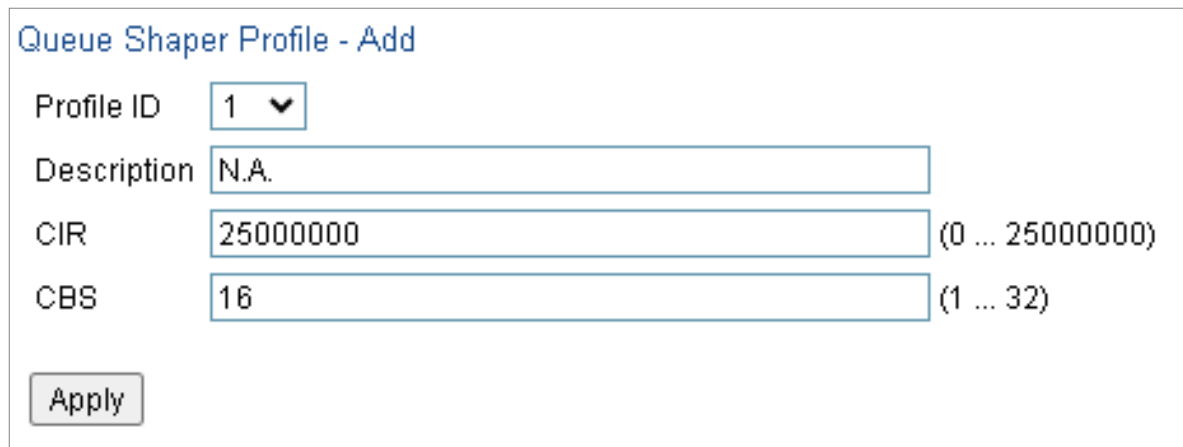 Queue Shaper Profile - Add
Profile ID 1
Description N.A.
CIR 25000000 (0 ... 25000000)
CBS 16 (1 ... 32)
Apply